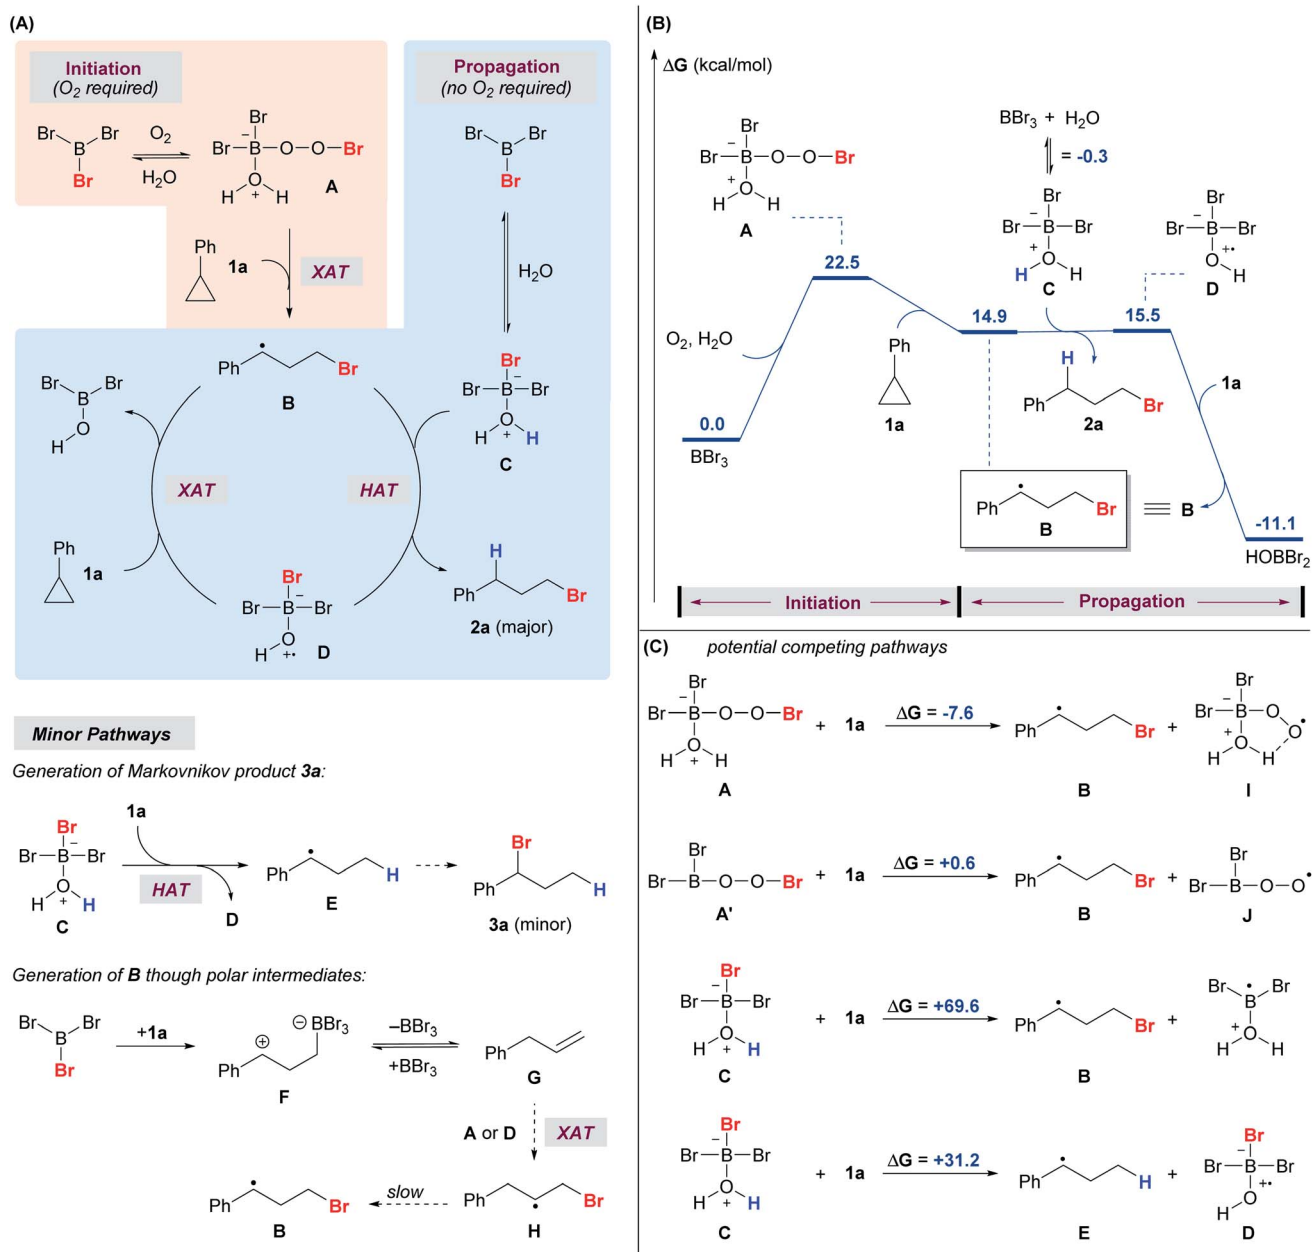 (A)
Initiation
(O2 required)
Propagation
(no O2 required)
Br Br
B
Br
O2
H2O
Br
−
Br B O O Br
O
H + H
A
Br Br
B
Br
Ph
1a
XAT
H2O
Br Br
B
O
H
Ph
Br
B
Br
−
Br B Br
O
H + H
C
XAT
HAT
Ph
1a
Br
−
Br B Br
O
H +•
D
H
Ph Br
2a (major)
Minor Pathways
Generation of Markovnikov product 3a:
Br
−
Br B Br
O
H + H
C
1a
HAT
D
Ph H
E
Br
Ph H
3a (minor)
Generation of B though polar intermediates:
Br Br
B
Br
+1a
− BBr3
+
Ph
F
–BBr3
+BBr3
Ph
G
A or D
XAT
Ph Br
H
slow
Ph Br
B
(B)
ΔG (kcal/mol)
Br
−
Br B O O Br
+ O
H H
A
BBr3 + H2O
= -0.3
Br
−
Br B Br
+ O
H H
C
Br
−
Br B Br
+•
O H
D
22.5
14.9
15.5
O2, H2O
Ph
1a
H
Ph Br
2a
1a
0.0
BBr3
Ph Br
B
B
-11.1
HOBBr2
Initiation
Propagation
(C)
potential competing pathways
Br
−
Br B O O Br
O
H + H
A
+ 1a
ΔG = -7.6
Ph Br
B
+
Br
−
Br B O
+ O O•
H H
I
Br
Br B O O Br
A'
+ 1a
ΔG = +0.6
Ph Br
B
+
Br
Br B O O•
J
Br
−
Br B Br
O
H + H
C
+ 1a
ΔG = +69.6
Ph Br
B
+
Br B Br
+ O
H H
Br
−
Br B Br
O
H + H
C
+ 1a
ΔG = +31.2
Ph H
E
+
Br
−
Br B Br
O +•
H
D